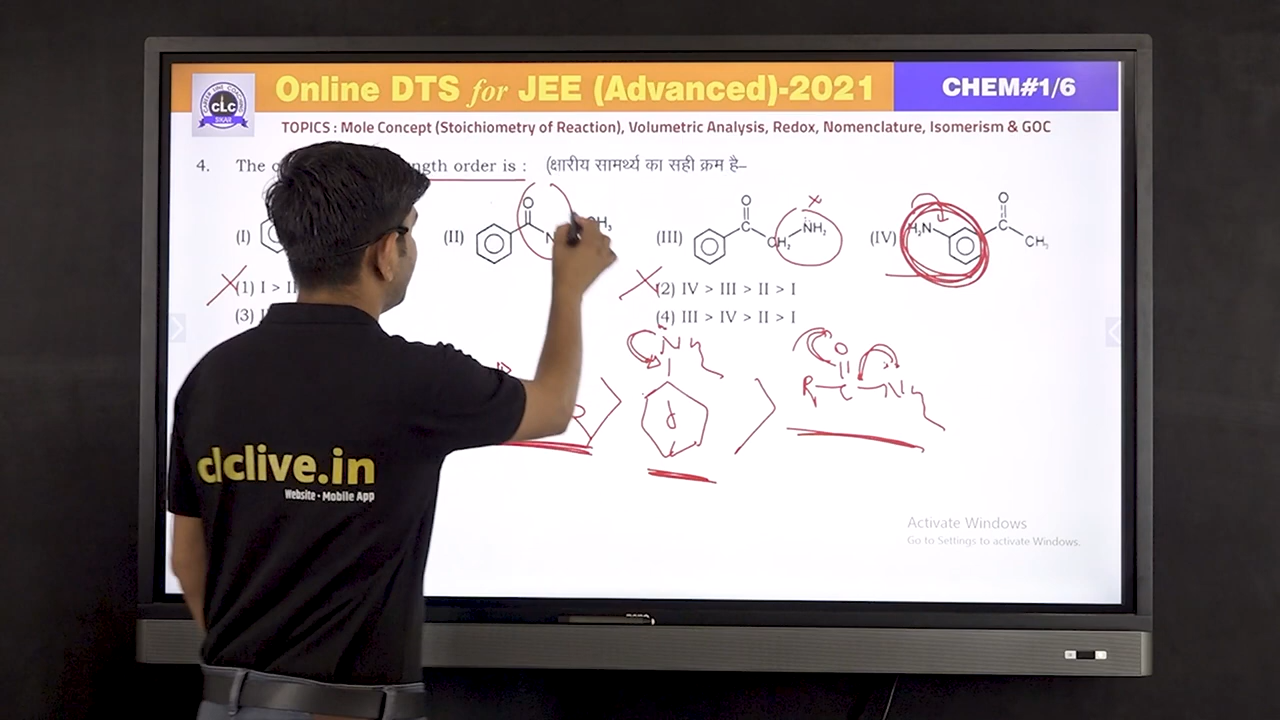 Online DTS for JEE (Advanced)-2021
CHEM#1/6
CLC
SIKAR
TOPICS : Mole Concept (Stoichiometry of Reaction), Volumetric Analysis, Redox, Nomenclature, Isomerism & GOC
4. The ngth order is : (क्षारीय सामर्थ्य का सही क्रम है–
(I)
(II) O N H₃
(III) O CH₂ NH₂
(IV) H₂N O CH₃
(1) I > II
(2) IV > III > II > I
(3)
(4) III > IV > II > I
N
O
R C N
clclive.in
Website · Mobile App
Activate Windows
Go to Settings to activate Windows.